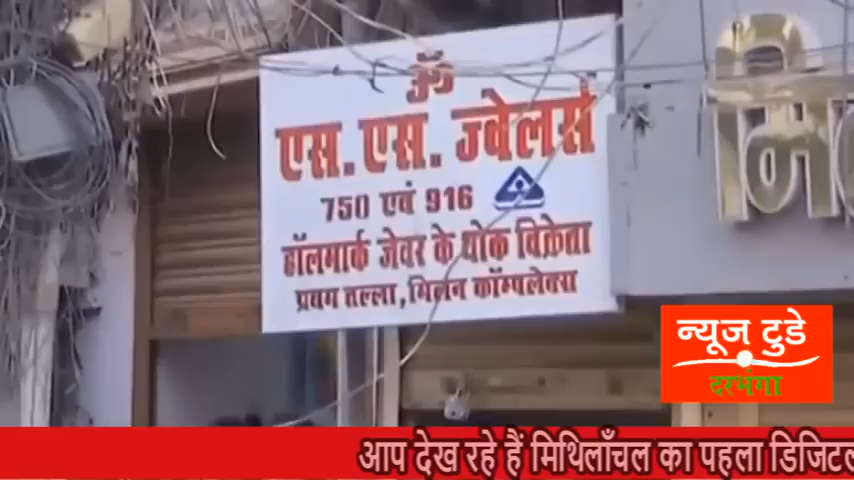 ॐ
एस. एस. ज्वेलर्स
750 एवं 916
हॉलमार्क जेवर के थोक विक्रेता
प्रथम तल्ला, मिलन कॉम्पलेक्स
न्यूज टुडे
दरभंगा
आप देख रहे हैं मिथिलाँचल का पहला डिजिटल